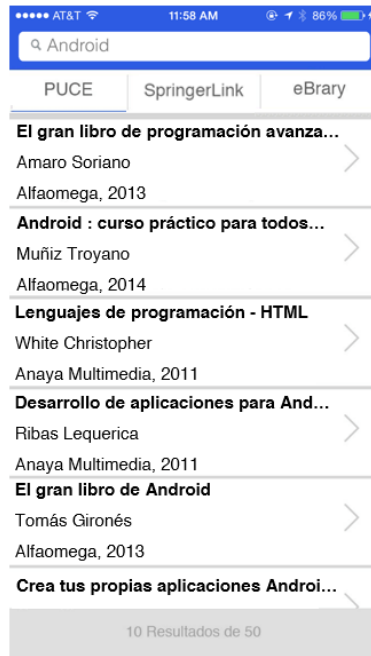 AT&T 11:58 AM 86%
Android
PUCE SpringerLink eBrary
El gran libro de programación avanza...
Amaro Soriano
Alfaomega, 2013
Android : curso práctico para todos...
Muñiz Troyano
Alfaomega, 2014
Lenguajes de programación - HTML
White Christopher
Anaya Multimedia, 2011
Desarrollo de aplicaciones para And...
Ribas Lequerica
Anaya Multimedia, 2011
El gran libro de Android
Tomás Gironés
Alfaomega, 2013
Crea tus propias aplicaciones Androi...
10 Resultados de 50